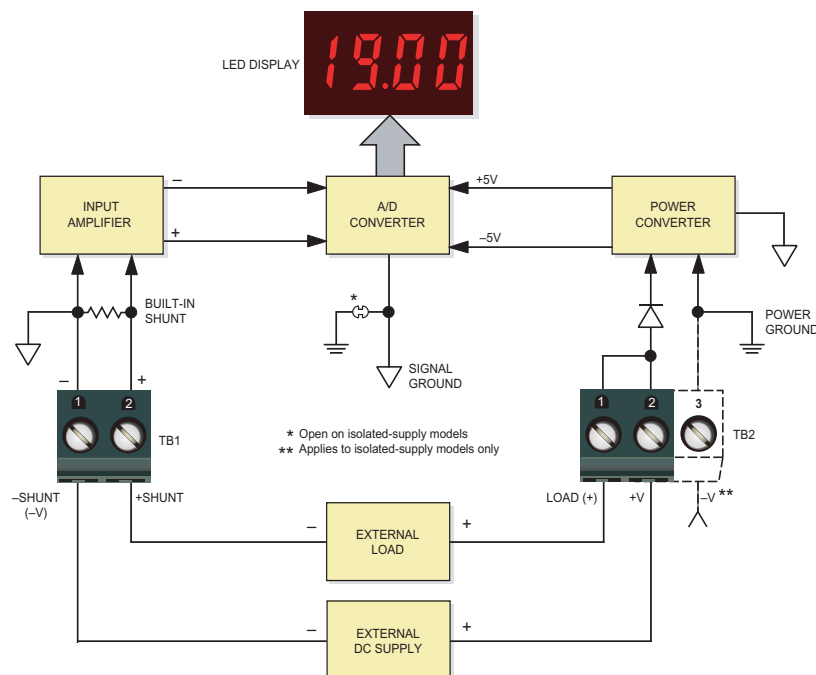 LED DISPLAY
19.00
–
+5V
INPUT
AMPLIFIER
A/D
CONVERTER
POWER
CONVERTER
+
–5V
*
BUILT-IN
SHUNT
POWER
GROUND
SIGNAL
GROUND
–
+
1
2
TB1
1
2
3
TB2
* Open on isolated-supply models
** Applies to isolated-supply models only
–SHUNT
(–V)
+SHUNT
LOAD (+)
+V
–V **
–
EXTERNAL
LOAD
+
–
EXTERNAL
DC SUPPLY
+